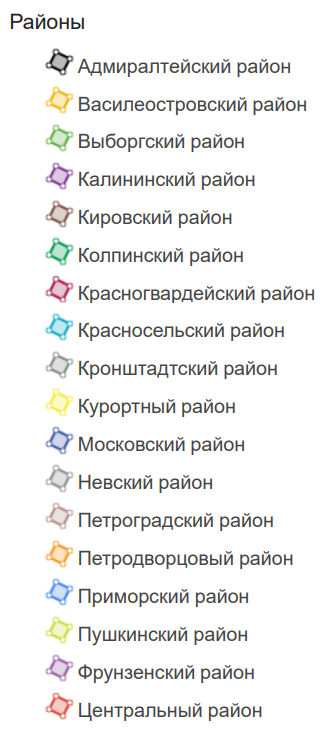 Районы
Адмиралтейский район
Василеостровский район
Выборгский район
Калининский район
Кировский район
Колпинский район
Красногвардейский район
Красносельский район
Кронштадтский район
Курортный район
Московский район
Невский район
Петроградский район
Петродворцовый район
Приморский район
Пушкинский район
Фрунзенский район
Центральный район